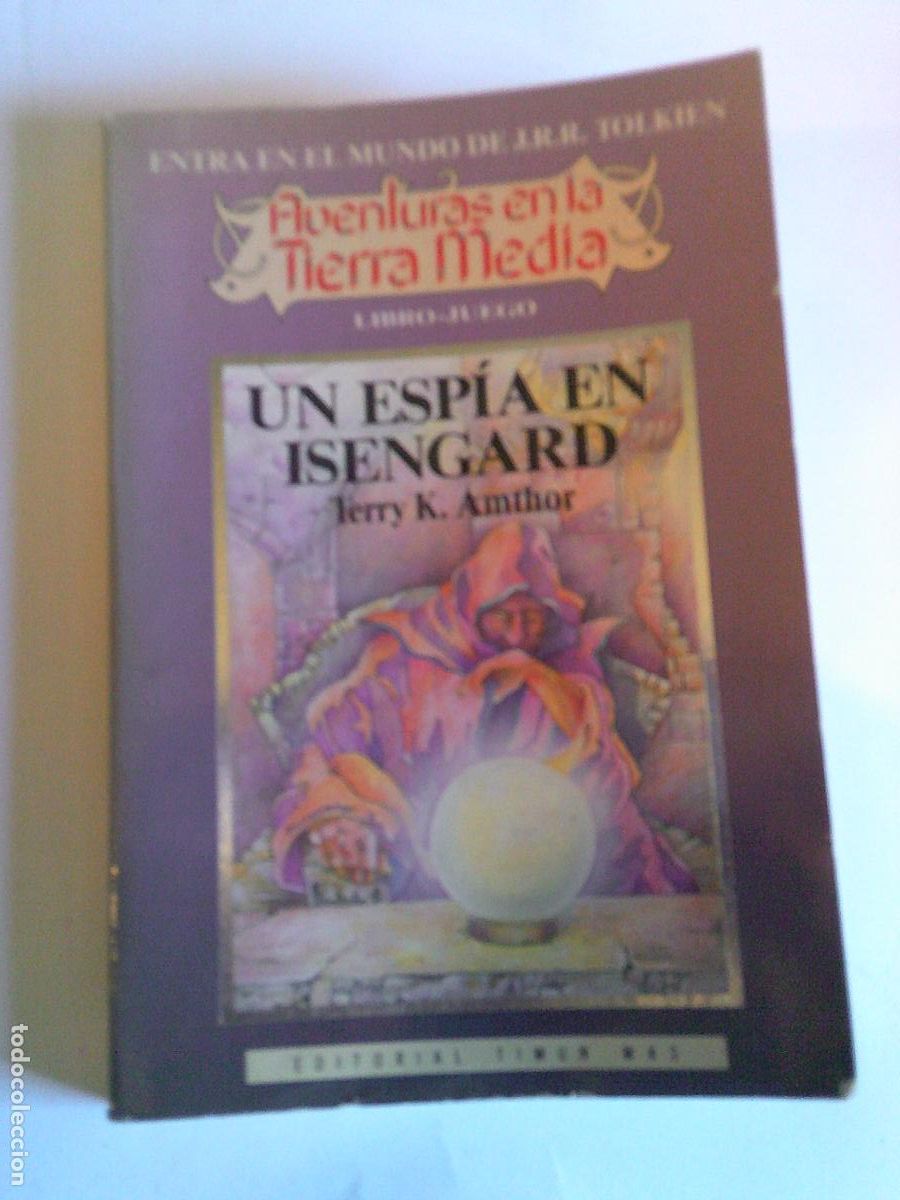 ENTRA EN EL MUNDO DE J.R.R. TOLKIEN
Aventuras en la
Tierra Media
LIBRO-JUEGO
UN ESPÍA EN
ISENGARD
Terry K. Amthor
EDITORIAL TIMUN MAS
todocoleccion